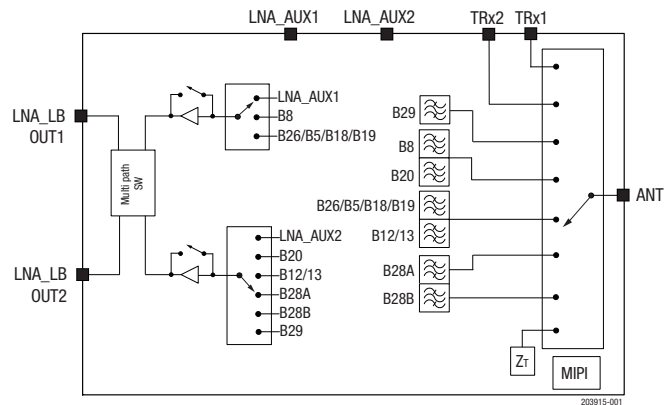 LNA_AUX1 LNA_AUX2 TRx2 TRx1
LNA_LB
OUT1
Multi path
SW
LNA_LB
OUT2
LNA_AUX1
B8
B26/B5/B18/B19
LNA_AUX2
B20
B12/13
B28A
B28B
B29
B29
B8
B20
B26/B5/B18/B19
B12/13
B28A
B28B
ZT
MIPI
ANT
203915-001